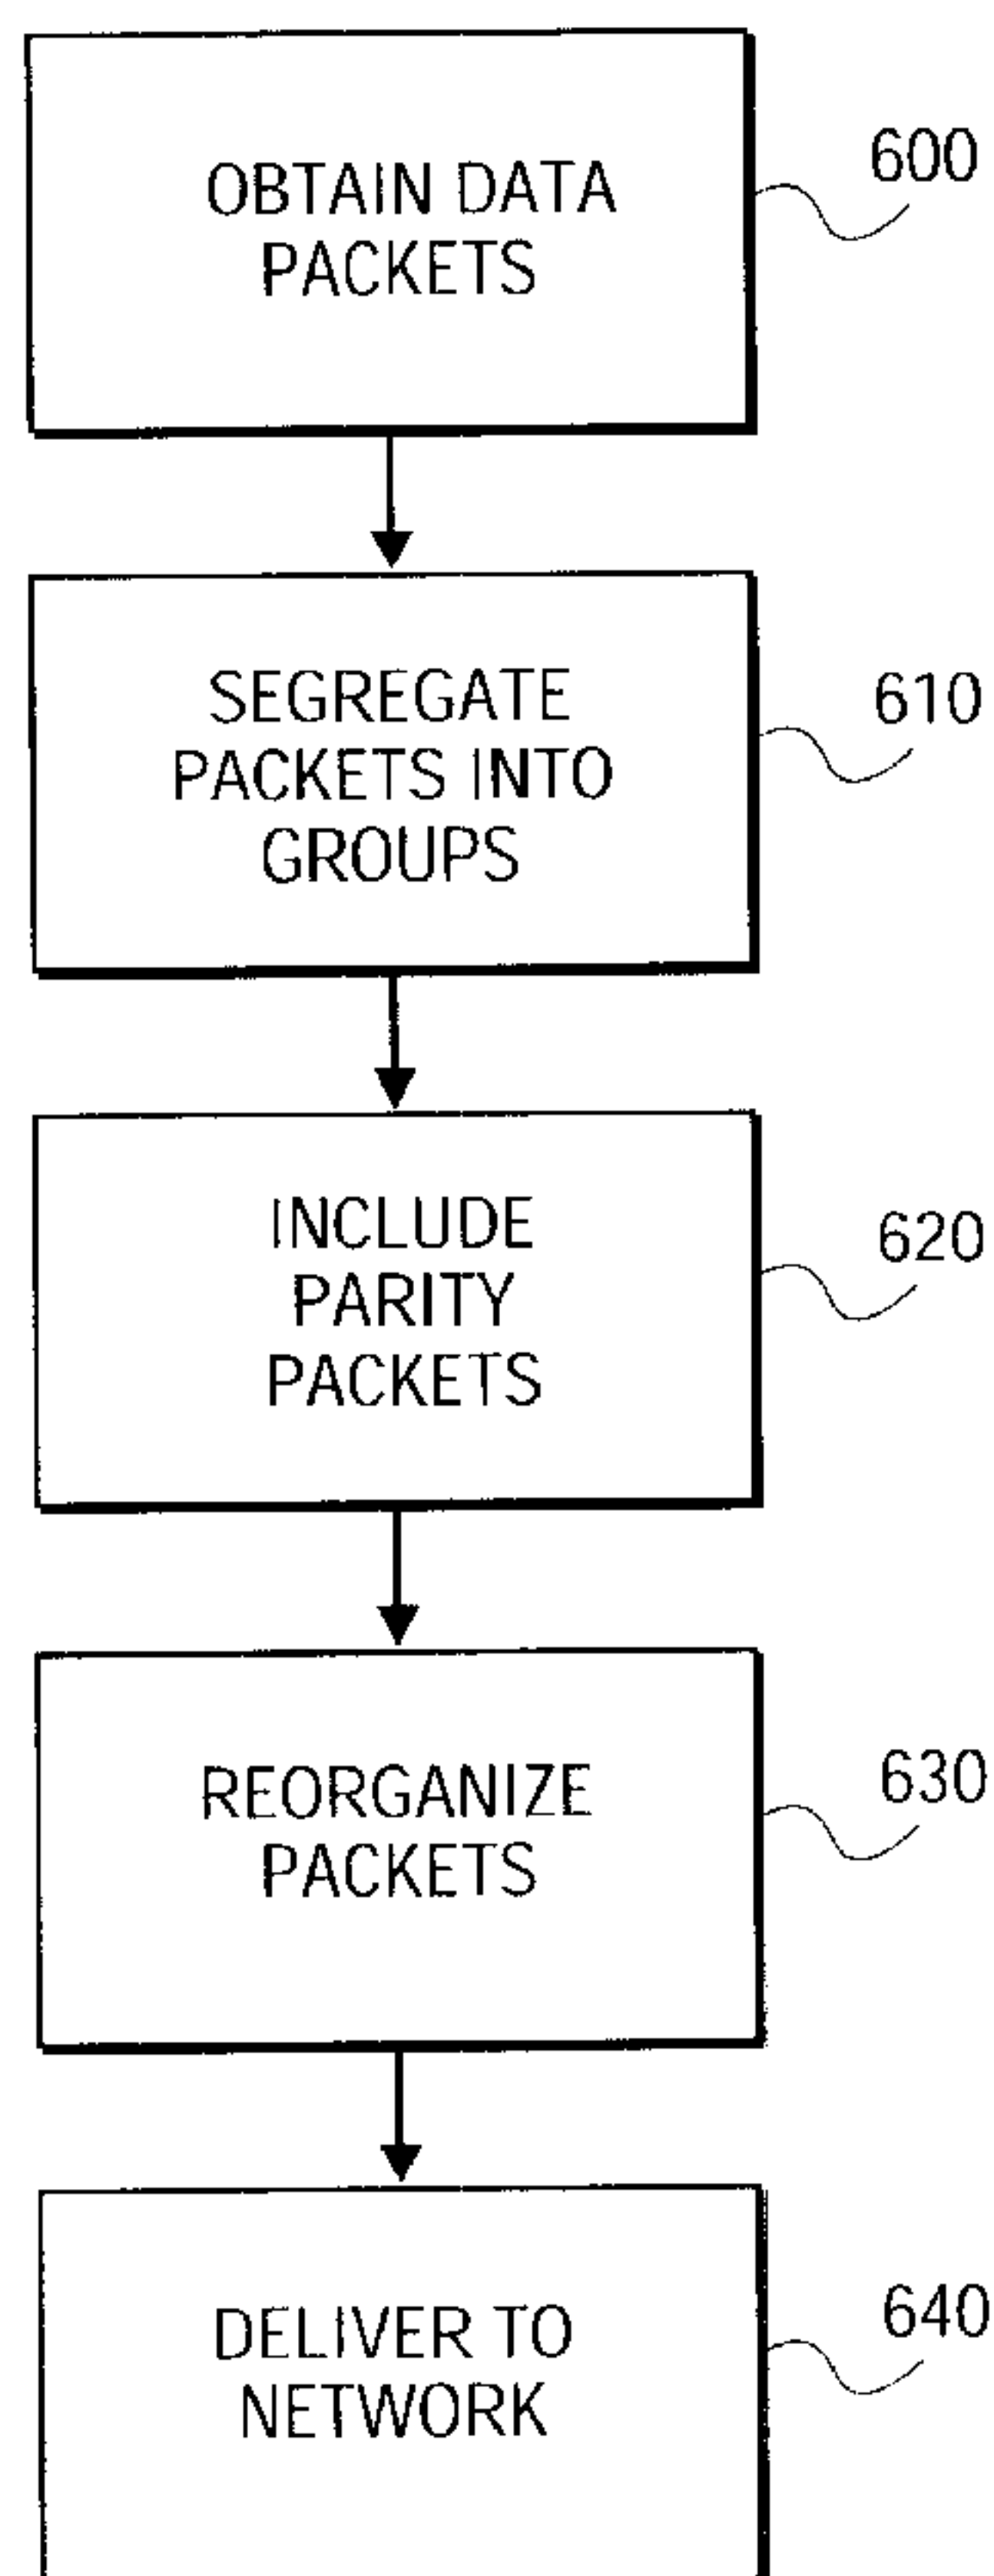 OBTAIN DATA
PACKETS
600
SEGREGATE
PACKETS INTO
GROUPS
610
INCLUDE
PARITY
PACKETS
620
REORGANIZE
PACKETS
630
DELIVER TO
NETWORK
640